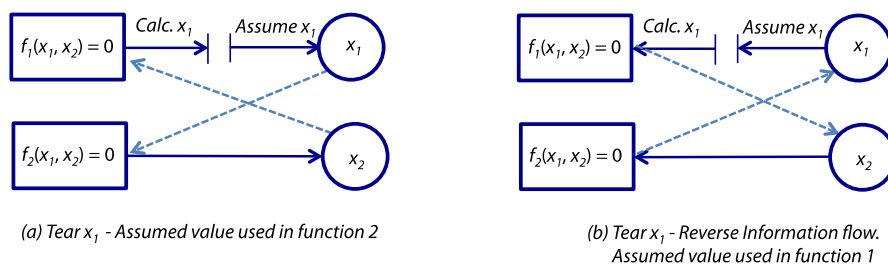 Calc. x₁ Assume x₁
f₁(x₁, x₂) = 0 x₁
f₂(x₁, x₂) = 0 x₂
(a) Tear x₁ - Assumed value used in function 2
Calc. x₁ Assume x₁
f₁(x₁, x₂) = 0 x₁
f₂(x₁, x₂) = 0 x₂
(b) Tear x₁ - Reverse Information flow.
Assumed value used in function 1